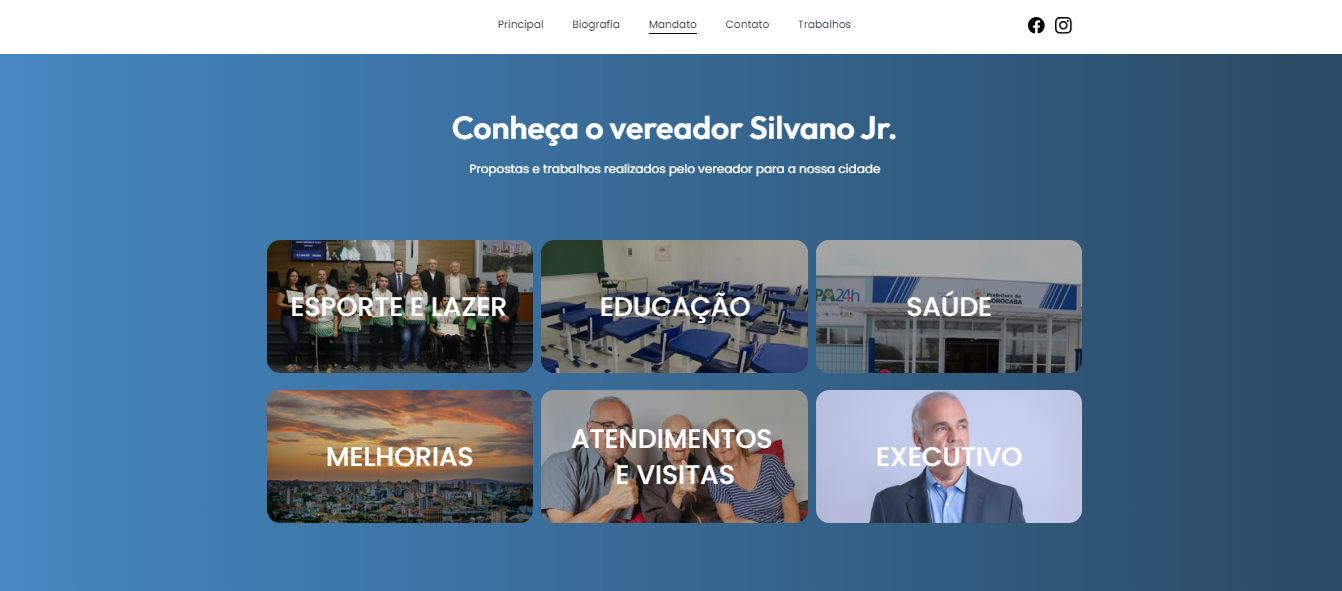 Principal
Biografia
Mandato
Contato
Trabalhos
Conheça o vereador Silvano Jr.
Propostas e trabalhos realizados pelo vereador para a nossa cidade
ESPORTE E LAZER
EDUCAÇÃO
24h
Prefeitura de
SOROCABA
SAÚDE
MELHORIAS
ATENDIMENTOS
E VISITAS
EXECUTIVO